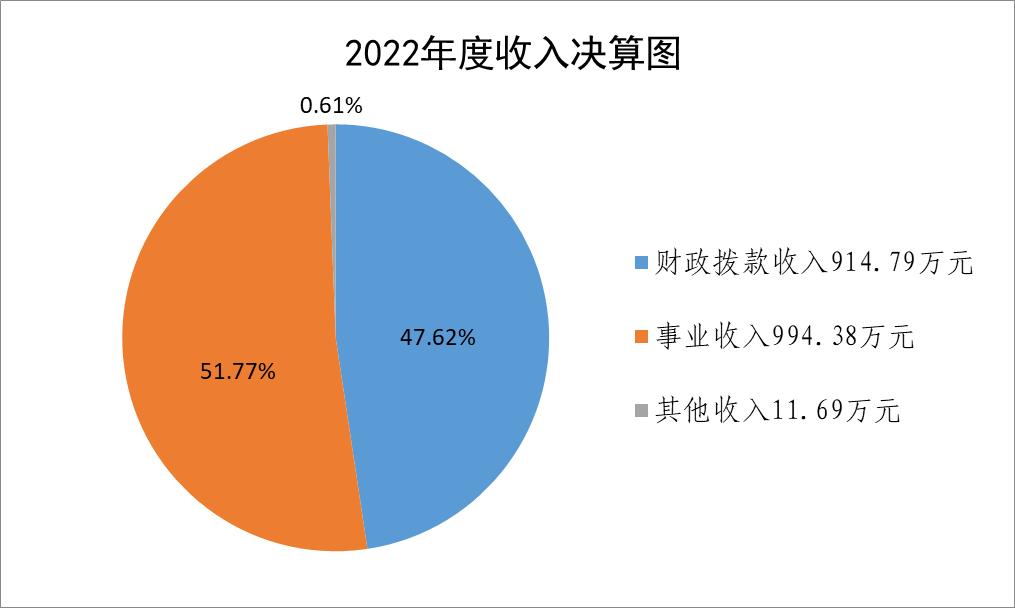 2022年度收入决算图
0.61%
47.62%
51.77%
财政拨款收入914.79万元
事业收入994.38万元
其他收入11.69万元